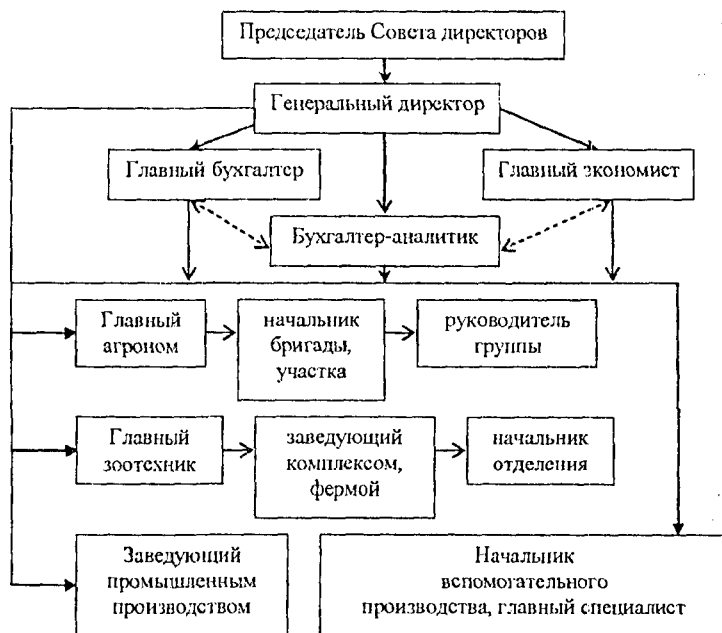 Председатель Совета директоров
Генеральный директор
Главный бухгалтер
Главный экономист
Бухгалтер-аналитик
Главный
агроном
начальник
бригады,
участка
руководитель
группы
Главный
зоотехник
заведующий
комплексом,
фермой
начальник
отделения
Заведующий
промышленным
производством
Начальник
вспомогательного
производства, главный специалист